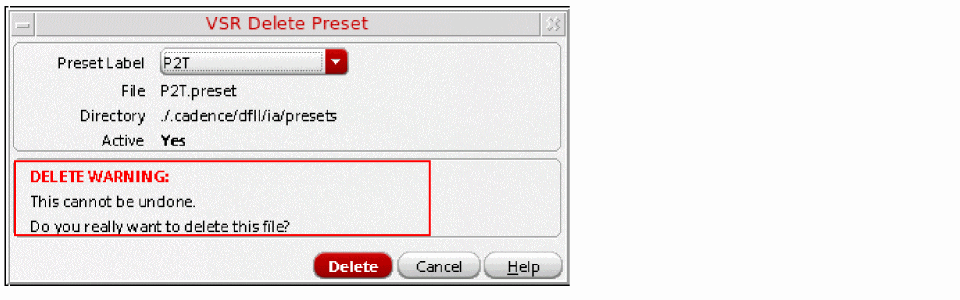 VSR Delete Preset
Preset Label P2T
File P2T.preset
Directory ./.cadence/dfII/ia/presets
Active Yes
DELETE WARNING:
This cannot be undone.
Do you really want to delete this file?
Delete Cancel Help